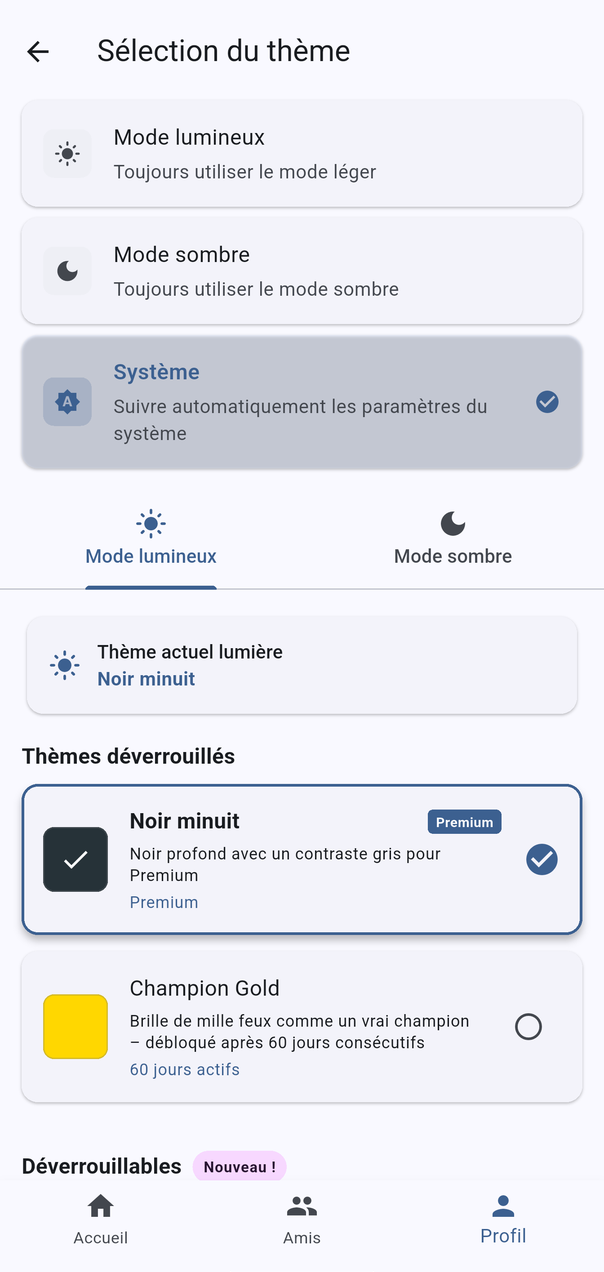 Sélection du thème
Mode lumineux
Toujours utiliser le mode léger
Mode sombre
Toujours utiliser le mode sombre
A
Système
Suivre automatiquement les paramètres du
système
Mode lumineux
Mode sombre
Thème actuel lumière
Noir minuit
Thèmes déverrouillés
Noir minuit
Premium
Noir profond avec un contraste gris pour
Premium
Premium
Champion Gold
Brille de mille feux comme un vrai champion
– débloqué après 60 jours consécutifs
60 jours actifs
Déverrouillables
Nouveau !
Accueil
Amis
Profil